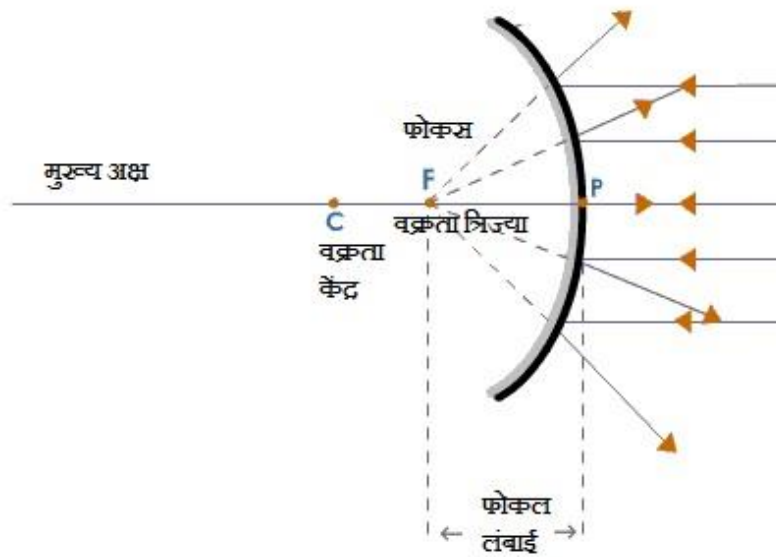 फोकस
मुख्य अक्ष
F
P
C
वक्रता त्रिज्या
वक्रता
केंद्र
फोकल
लंबाई